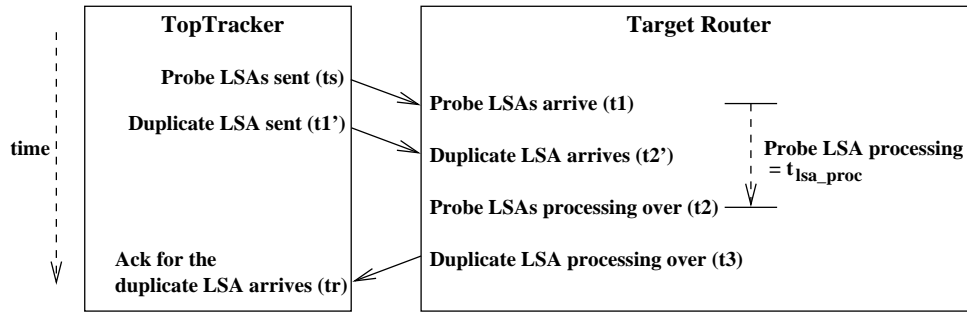 TopTracker
Target Router
Probe LSAs sent (ts)
Probe LSAs arrive (t1)
Duplicate LSA sent (t1’)
time
Duplicate LSA arrives (t2’)
Probe LSA processing
= t_lsa_proc
Probe LSAs processing over (t2)
Ack for the
duplicate LSA arrives (tr)
Duplicate LSA processing over (t3)